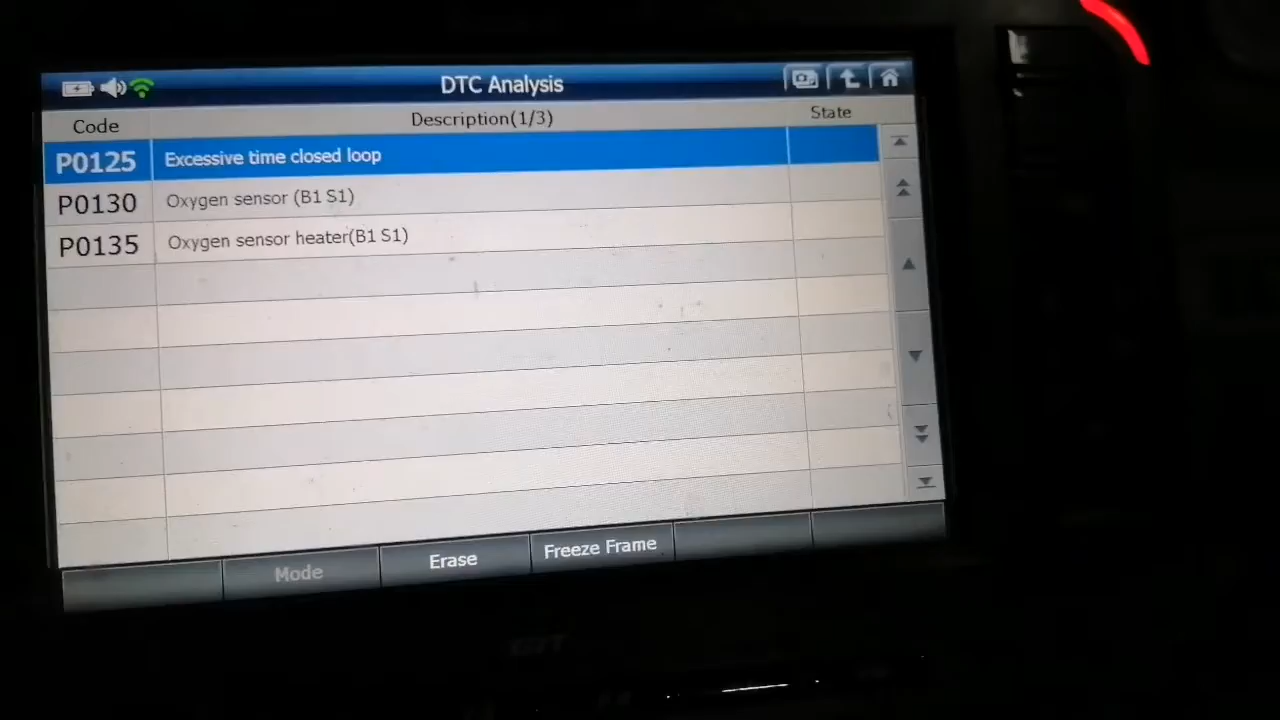 DTC Analysis
Code Description(1/3) State
P0125 Excessive time closed loop
P0130 Oxygen sensor (B1 S1)
P0135 Oxygen sensor heater(B1 S1)
Mode Erase Freeze Frame